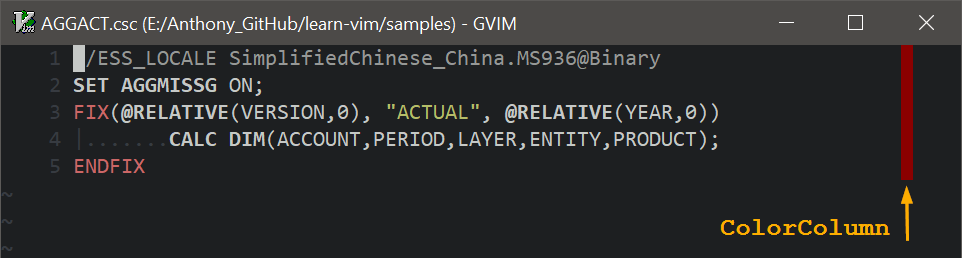 AGGACT.csc (E:/Anthony_GitHub/learn-vim/samples) - GVIM
1 //ESS_LOCALE SimplifiedChinese_China.MS936@Binary
2 SET AGGMISSG ON;
3 FIX(@RELATIVE(VERSION,0), "ACTUAL", @RELATIVE(YEAR,0))
4 |.......CALC DIM(ACCOUNT,PERIOD,LAYER,ENTITY,PRODUCT);
5 ENDFIX
~
~
~
ColorColumn